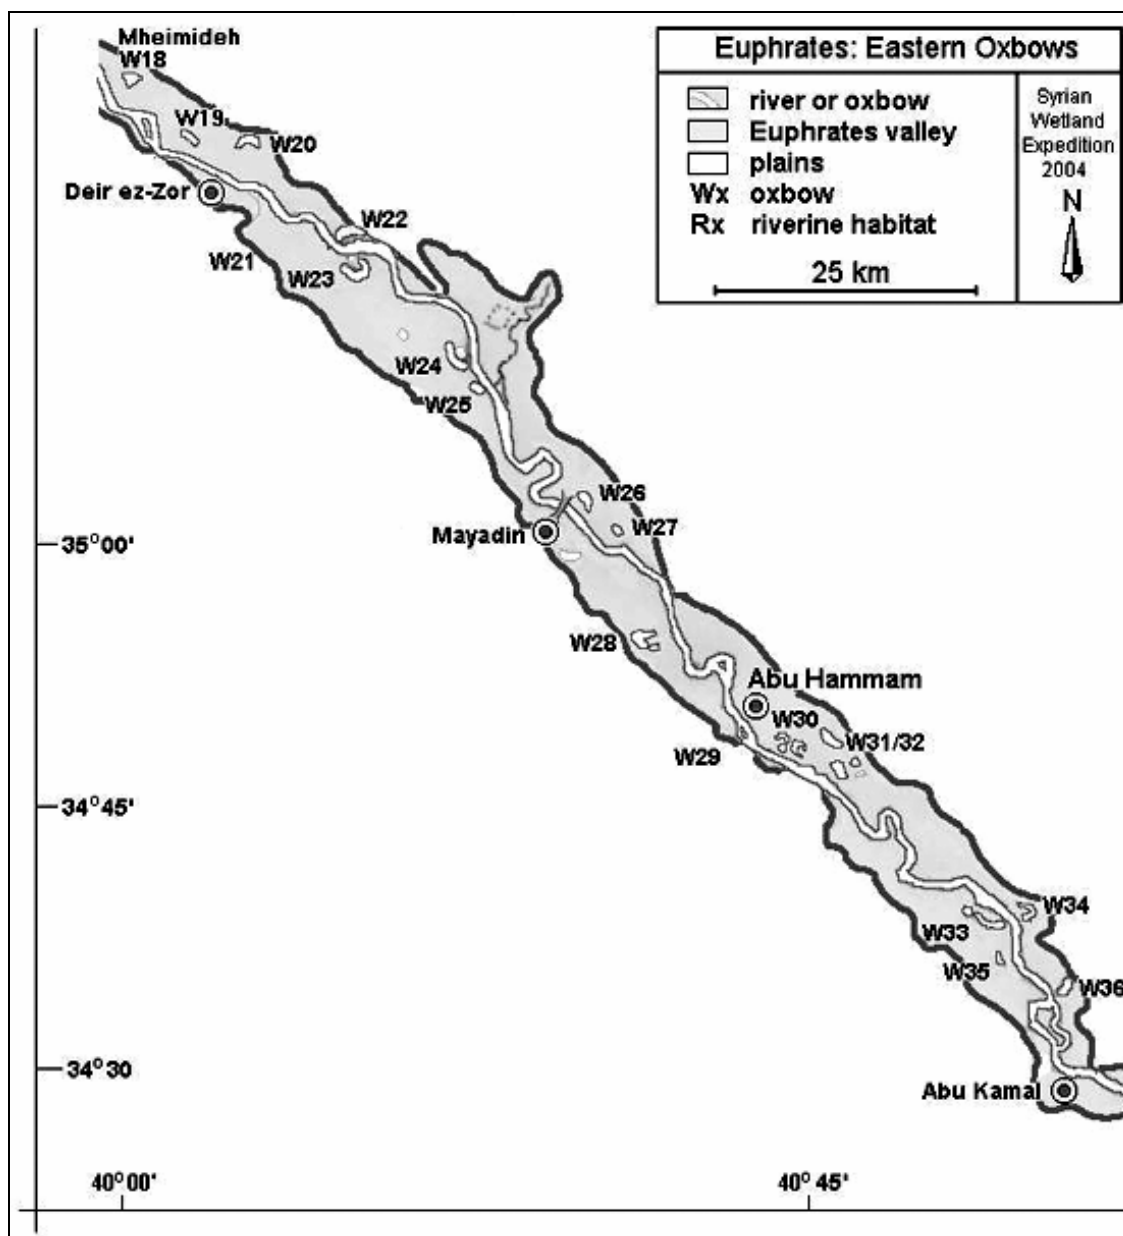 Euphrates: Eastern Oxbows
river or oxbow
Euphrates valley
plains
Wx oxbow
Rx riverine habitat
25 km
Syrian
Wetland
Expedition
2004
N
Mheimideh
W18
W19
W20
Deir ez-Zor
W21
W22
W23
W24
W25
W26
W27
Mayadin
35°00'
W28
Abu Hammam
W30
W29
W31/32
34°45'
W34
W33
W35
W36
34°30
Abu Kamal
40°00'
40°45'